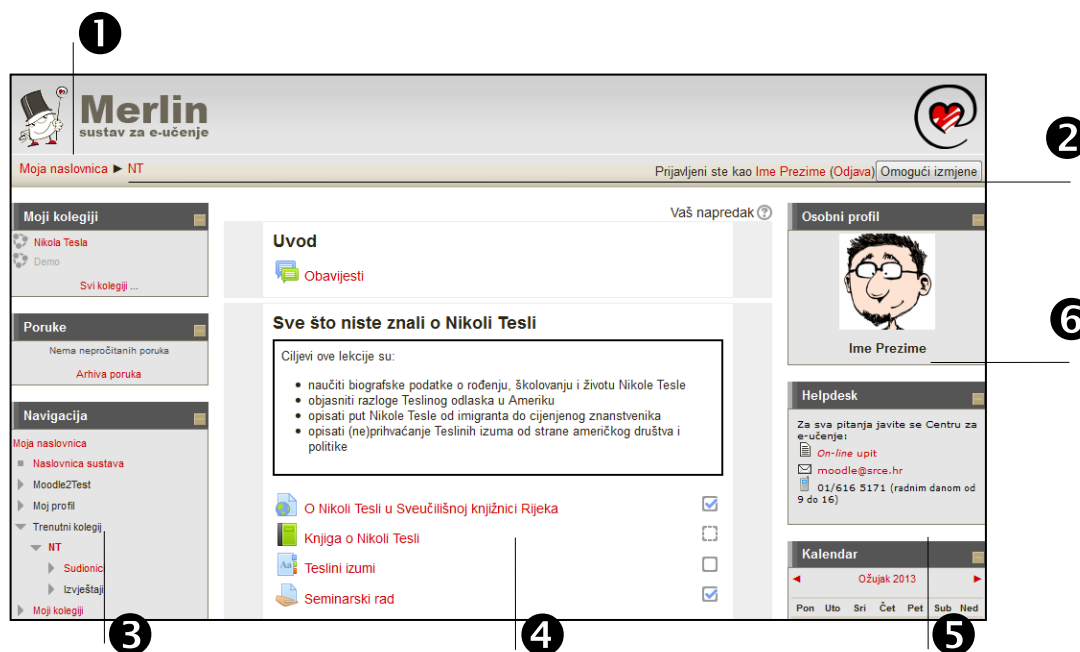 1
Merlin
sustav za e-učenje
2
Moja naslovnica ► NT
Prijavljeni ste kao Ime Prezime (Odjava) Omogući izmjene
Moji kolegiji
Nikola Tesla
Demo
Svi kolegiji ...
Poruke
Nema nepročitanih poruka
Arhiva poruka
Navigacija
Moja naslovnica
Naslovnica sustava
Moodle2Test
Moj profil
Trenutni kolegij
NT
Sudionici
Izvještaji
Moji kolegiji
3
Vaš napredak ?
Uvod
Obavijesti
Sve što niste znali o Nikoli Tesli
Ciljevi ove lekcije su:
• naučiti biografske podatke o rođenju, školovanju i životu Nikole Tesle
• objasniti razloge Teslinog odlaska u Ameriku
• opisati put Nikole Tesle od imigranta do cijenjenog znanstvenika
• opisati (ne)prihvaćanje Teslinih izuma od strane američkog društva i
politike
O Nikoli Tesli u Sveučilišnoj knjižnici Rijeka
Knjiga o Nikoli Tesli
Aa
Teslini izumi
Seminarski rad
4
Osobni profil
Ime Prezime
6
Helpdesk
Za sva pitanja javite se Centru za
e-učenje:
On-line upit
moodle@srce.hr
01/616 5171 (radnim danom od
9 do 16)
Kalendar
◄ Ožujak 2013 ►
Pon Uto Sri Čet Pet Sub Ned
5